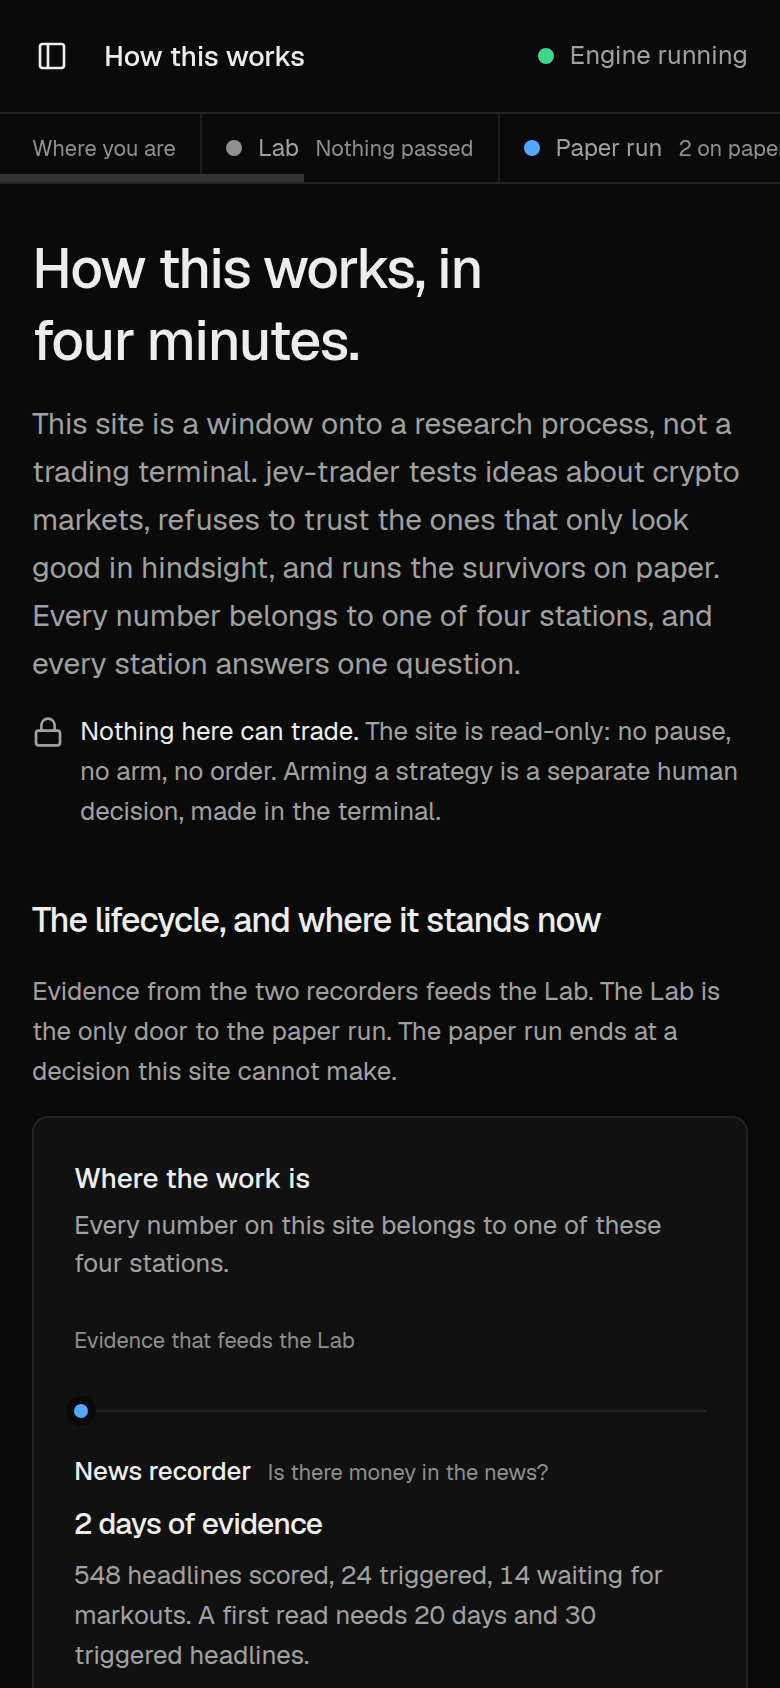 How this works
Engine running
Where you are
Lab Nothing passed
Paper run 2 on paper
How this works, in
four minutes.
This site is a window onto a research process, not a
trading terminal. jev-trader tests ideas about crypto
markets, refuses to trust the ones that only look
good in hindsight, and runs the survivors on paper.
Every number belongs to one of four stations, and
every station answers one question.
Nothing here can trade. The site is read-only: no pause,
no arm, no order. Arming a strategy is a separate human
decision, made in the terminal.
The lifecycle, and where it stands now
Evidence from the two recorders feeds the Lab. The Lab is
the only door to the paper run. The paper run ends at a
decision this site cannot make.
Where the work is
Every number on this site belongs to one of these
four stations.
Evidence that feeds the Lab
News recorder Is there money in the news?
2 days of evidence
548 headlines scored, 24 triggered, 14 waiting for
markouts. A first read needs 20 days and 30
triggered headlines.